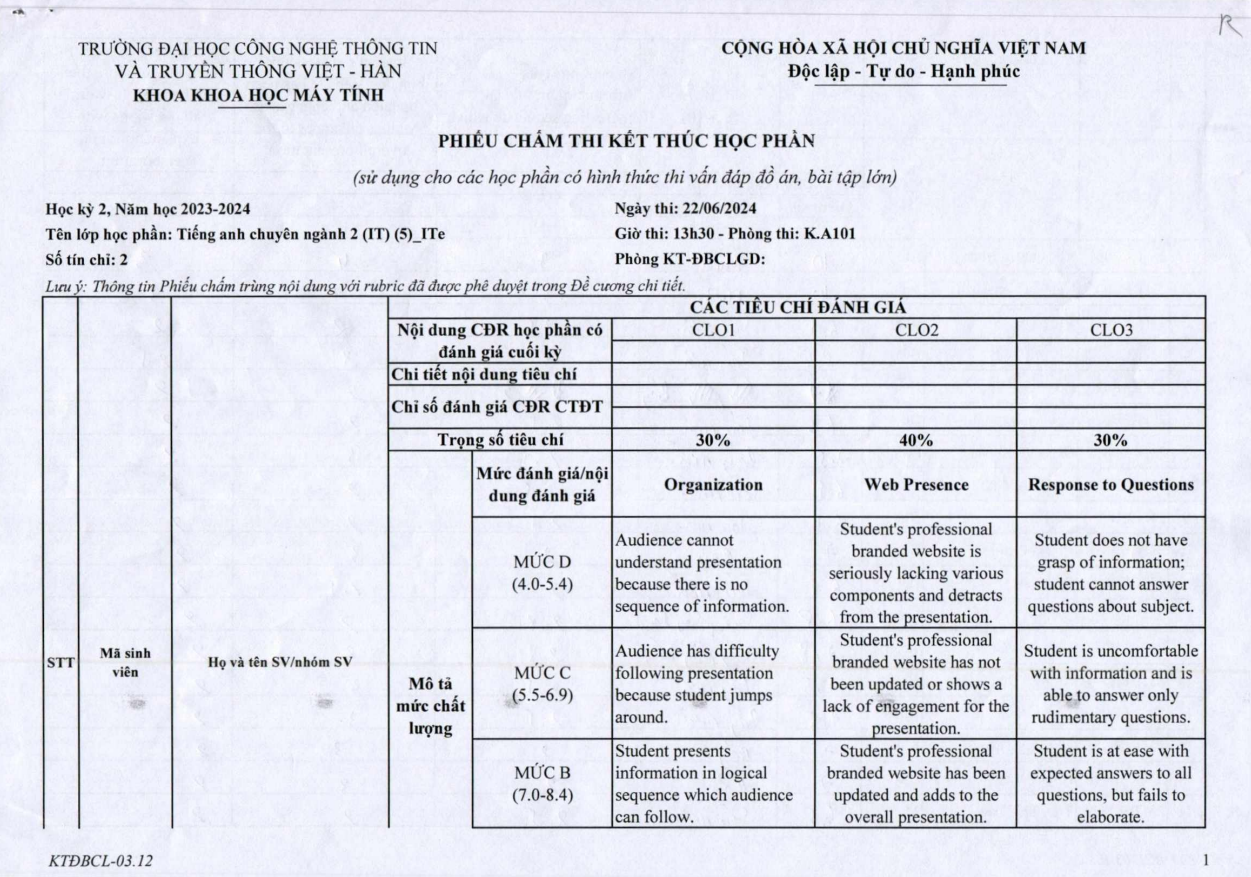 R
TRƯỜNG ĐẠI HỌC CÔNG NGHỆ THÔNG TIN
VÀ TRUYỀN THÔNG VIỆT - HÀN
KHOA KHOA HỌC MÁY TÍNH
CỘNG HÒA XÃ HỘI CHỦ NGHĨA VIỆT NAM
Độc lập - Tự do - Hạnh phúc
PHIẾU CHẤM THI KẾT THÚC HỌC PHẦN
(sử dụng cho các học phần có hình thức thi vấn đáp đồ án, bài tập lớn)
Học kỳ 2, Năm học 2023-2024
Ngày thi: 22/06/2024
Tên lớp học phần: Tiếng anh chuyên ngành 2 (IT) (5)_ITe
Giờ thi: 13h30 - Phòng thi: K.A101
Số tín chỉ: 2
Phòng KT-ĐBCLGD:
Lưu ý: Thông tin Phiếu chấm trùng nội dung với rubric đã được phê duyệt trong Đề cương chi tiết.
STT
Mã sinh
viên
Họ và tên SV/nhóm SV
CÁC TIÊU CHÍ ĐÁNH GIÁ
Nội dung CĐR học phần có
đánh giá cuối kỳ
CLO1
CLO2
CLO3
Chi tiết nội dung tiêu chí
Chỉ số đánh giá CĐR CTĐT
Trọng số tiêu chí
30%
40%
30%
Mô tả
mức chất
lượng
Mức đánh giá/nội
dung đánh giá
Organization
Web Presence
Response to Questions
MỨC D
(4.0-5.4)
Audience cannot
understand presentation
because there is no
sequence of information.
Student's professional
branded website is
seriously lacking various
components and detracts
from the presentation.
Student does not have
grasp of information;
student cannot answer
questions about subject.
MỨC C
(5.5-6.9)
Audience has difficulty
following presentation
because student jumps
around.
Student's professional
branded website has not
been updated or shows a
lack of engagement for the
presentation.
Student is uncomfortable
with information and is
able to answer only
rudimentary questions.
MỨC B
(7.0-8.4)
Student presents
information in logical
sequence which audience
can follow.
Student's professional
branded website has been
updated and adds to the
overall presentation.
Student is at ease with
expected answers to all
questions, but fails to
elaborate.
KTĐBCL-03.12
1